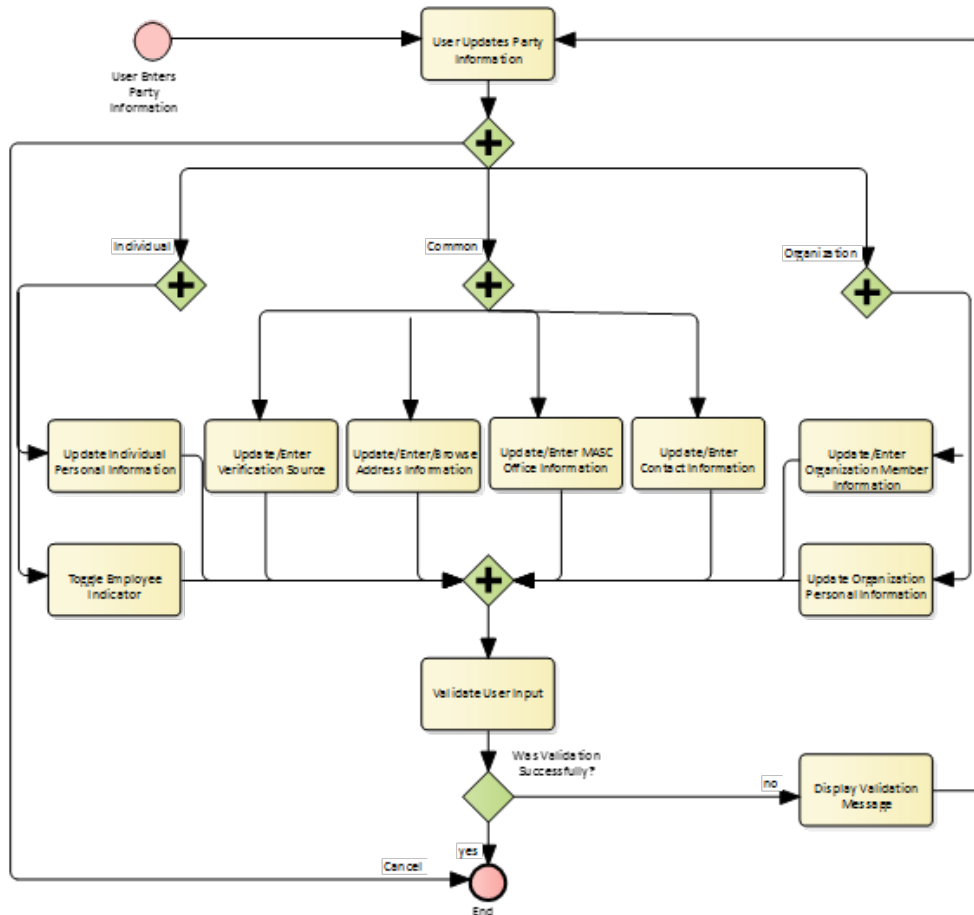 User Updates Party
Information
User Enters
Party
Information
Individual
Common
Organization
Update Individual
Personal Information
Update/Enter
Verification Source
Update/Enter/Browse
Address Information
Update/Enter MASC
Office Information
Update/Enter
Contact Information
Update/Enter
Organization Member
Information
Toggle Employee
Indicator
Update Organization
Personal Information
Validate User Input
Was Validation
Successfully?
no
Display Validation
Message
yes
Cancel
End